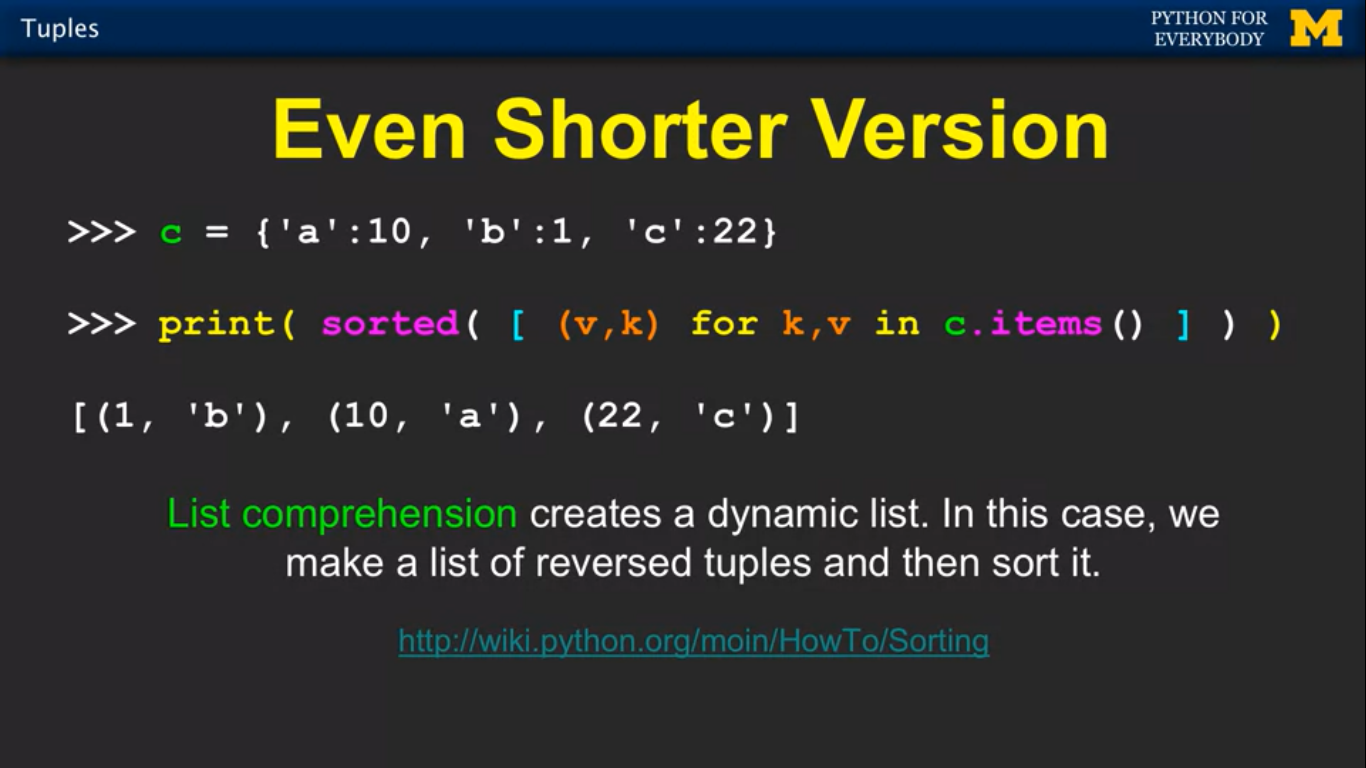 Tuples
PYTHON FOR
EVERYBODY
M
Even Shorter Version
>>> c = {'a':10, 'b':1, 'c':22}
>>> print( sorted( [ (v,k) for k,v in c.items() ] ) )
[(1, 'b'), (10, 'a'), (22, 'c')]
List comprehension creates a dynamic list. In this case, we
make a list of reversed tuples and then sort it.
http://wiki.python.org/moin/HowTo/Sorting